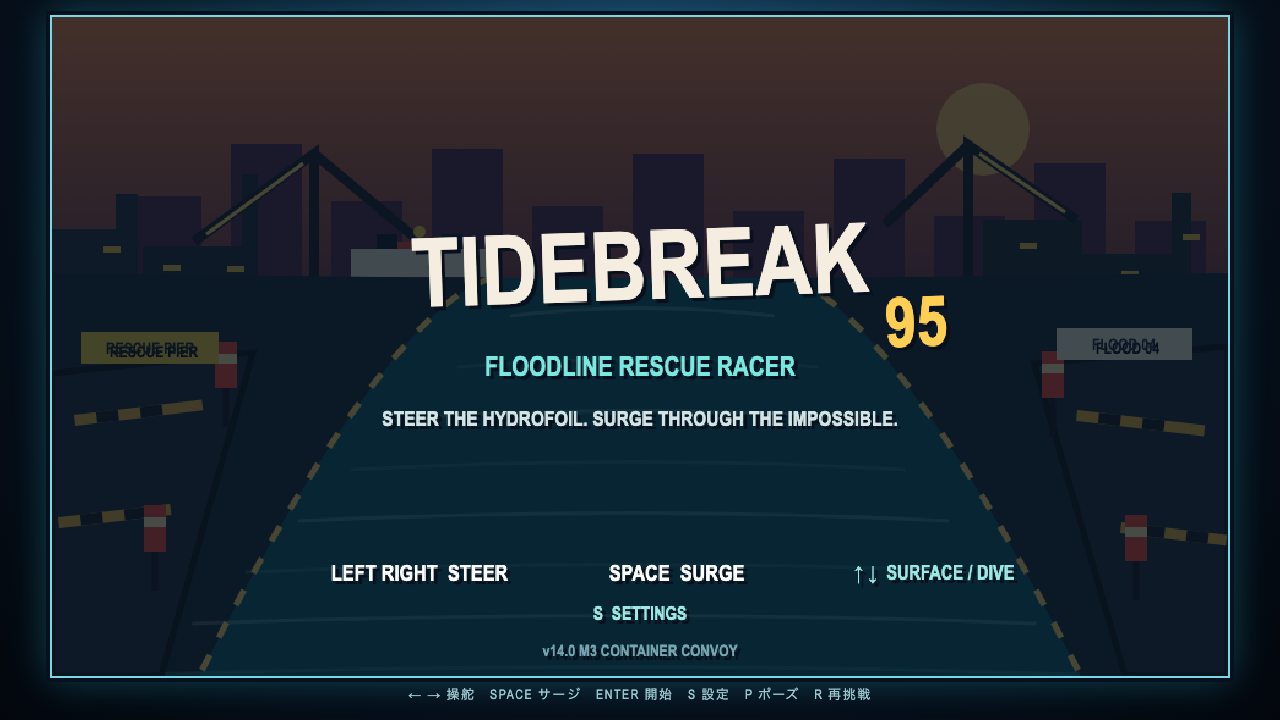 TIDEBREAK
95
RESCUE PIER
FLOOD 04
FLOODLINE RESCUE RACER
STEER THE HYDROFOIL. SURGE THROUGH THE IMPOSSIBLE.
LEFT RIGHT STEER SPACE SURGE ↑↓ SURFACE / DIVE
S SETTINGS
v14.0 M3 CONTAINER CONVOY
← → 操舵 SPACE サージ ENTER 開始 S 設定 P ポーズ R 再挑戦